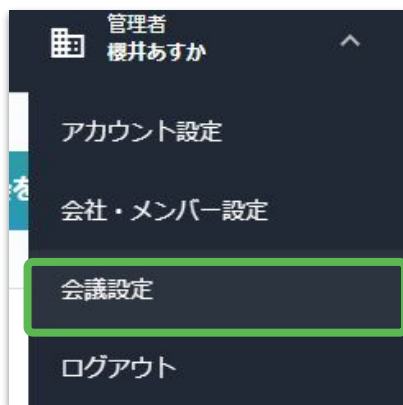 管理者
櫻井あすか
アカウント設定
を
会社・メンバー設定
会議設定
ログアウト